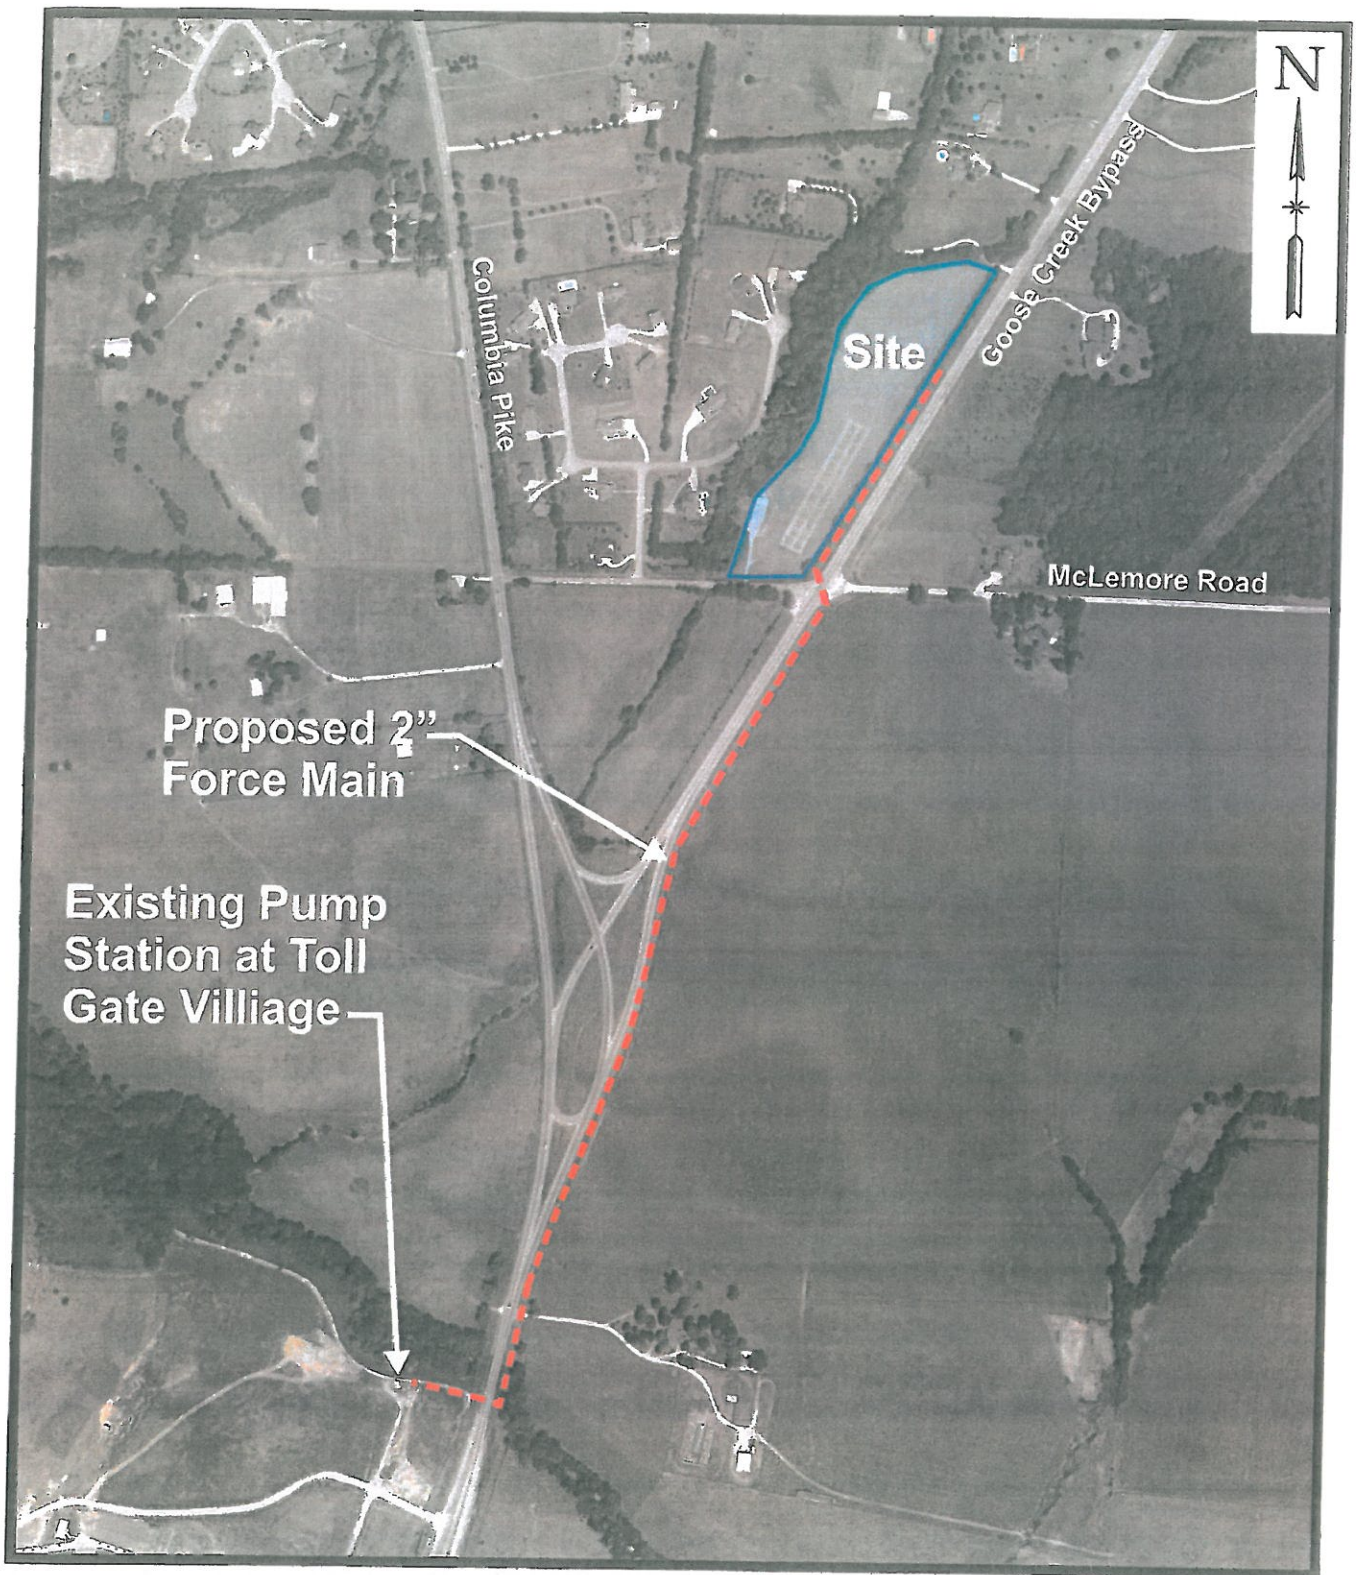 N
Goose Creek Bypass
Columbia Pike
Site
McLemore Road
Proposed 2”
Force Main
Existing Pump
Station at Toll
Gate Villiage